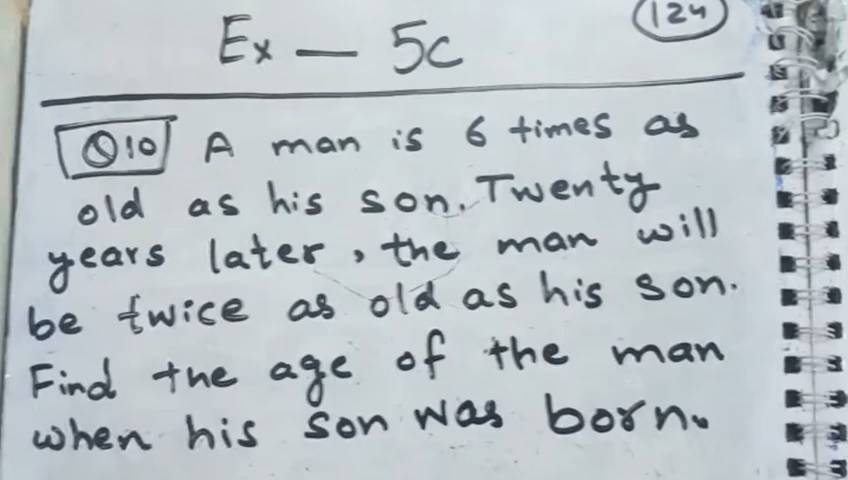 124
Ex — 5c
Q10 A man is 6 times as
old as his son. Twenty
years later, the man will
be twice as old as his son.
Find the age of the man
when his son was born.